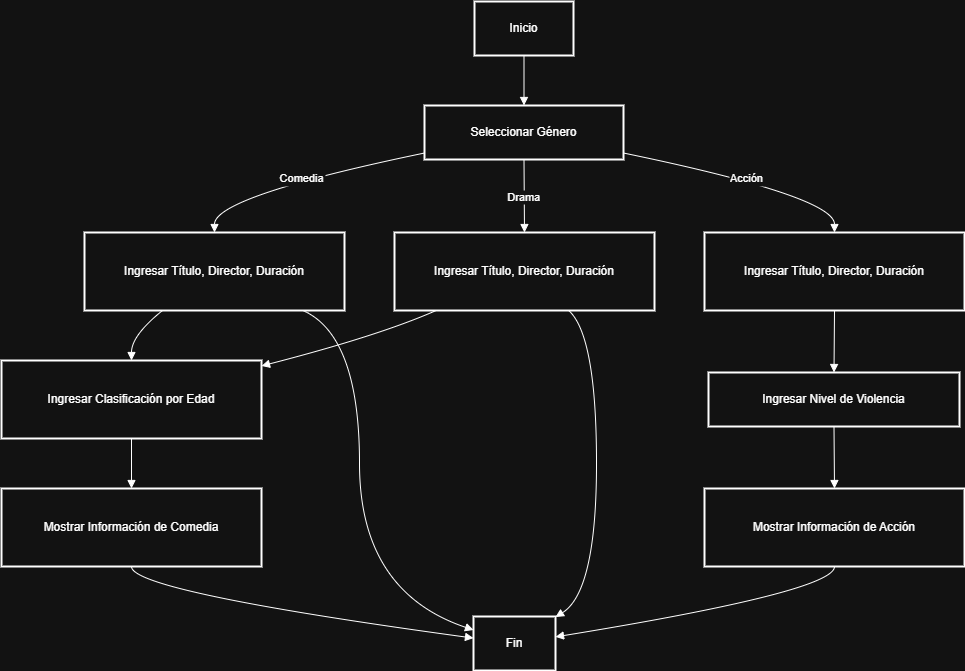 Inicio
Seleccionar Género
Comedia
Drama
Acción
Ingresar Título, Director, Duración
Ingresar Título, Director, Duración
Ingresar Título, Director, Duración
Ingresar Clasificación por Edad
Ingresar Nivel de Violencia
Mostrar Información de Comedia
Mostrar Información de Acción
Fin